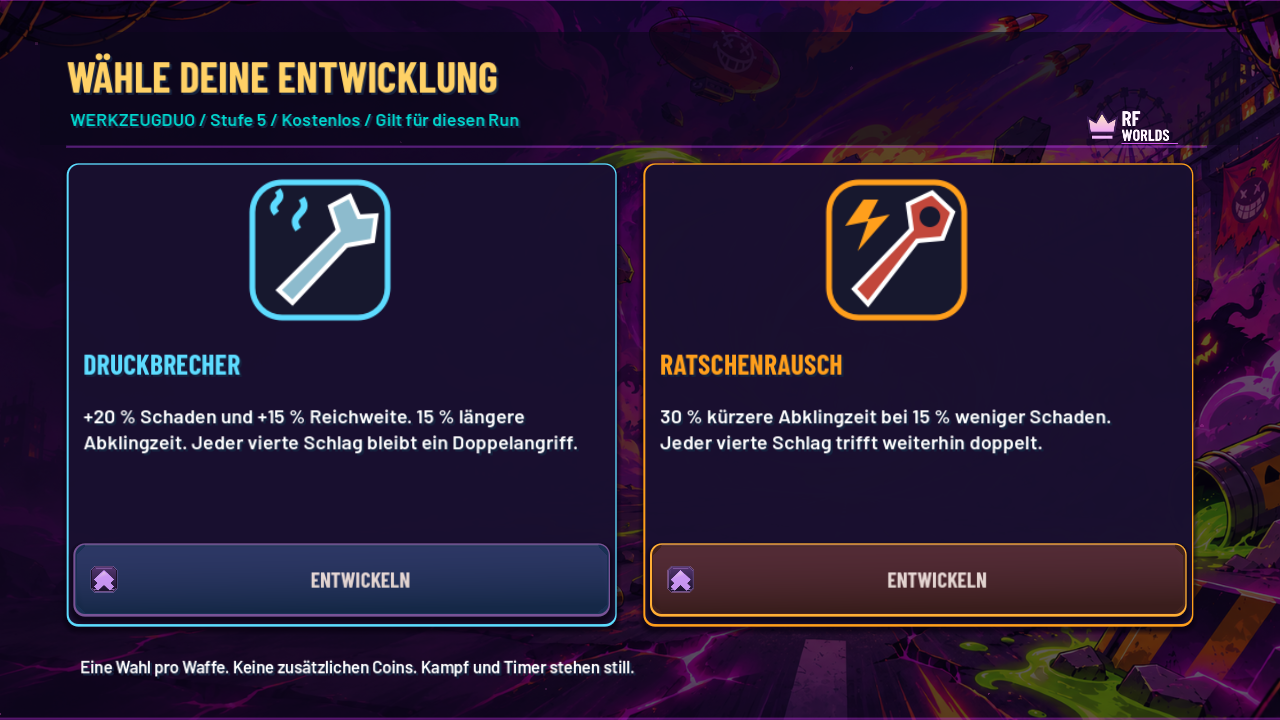 WÄHLE DEINE ENTWICKLUNG
WERKZEUGDUO / Stufe 5 / Kostenlos / Gilt für diesen Run
RF
WORLDS
DRUCKBRECHER
+20 % Schaden und +15 % Reichweite. 15 % längere
Abklingzeit. Jeder vierte Schlag bleibt ein Doppelangriff.
ENTWICKELN
RATSCHENRAUSCH
30 % kürzere Abklingzeit bei 15 % weniger Schaden.
Jeder vierte Schlag trifft weiterhin doppelt.
ENTWICKELN
Eine Wahl pro Waffe. Keine zusätzlichen Coins. Kampf und Timer stehen still.